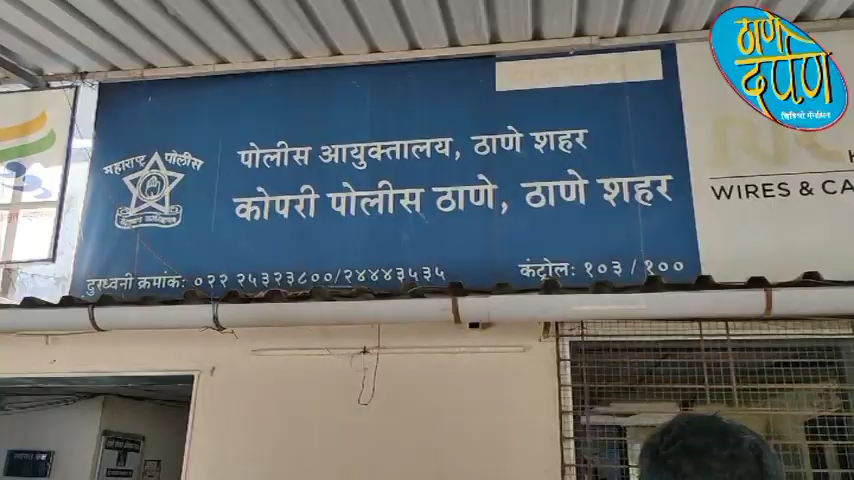 ठाणे
दर्पण
महाराष्ट्र पोलीस
पोलीस आयुक्तालय, ठाणे शहर
कोपरी पोलीस ठाणे, ठाणे शहर
दुरध्वनी क्रमांक: ०२२ २५३२३८००/२४४४३५३५
कंट्रोल: १०३/१००
WIRES & CA